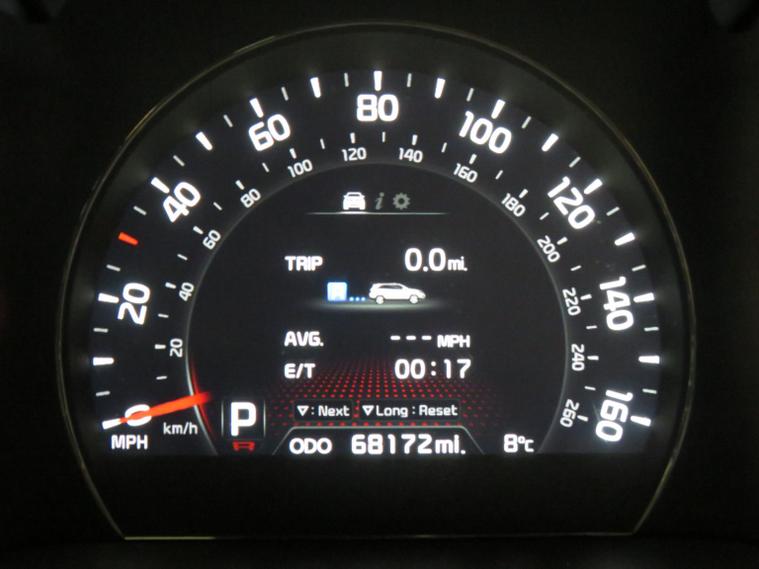 80
60
100
120
140
100
160
40
80
180
120
60
200
TRIP 0.0mi.
20
40
220
140
AVG. --- MPH
20
240
E/T 00:17
0
P
▽: Next ▽Long : Reset
260
160
MPH
km/h
ODO 68172mi. 8°C